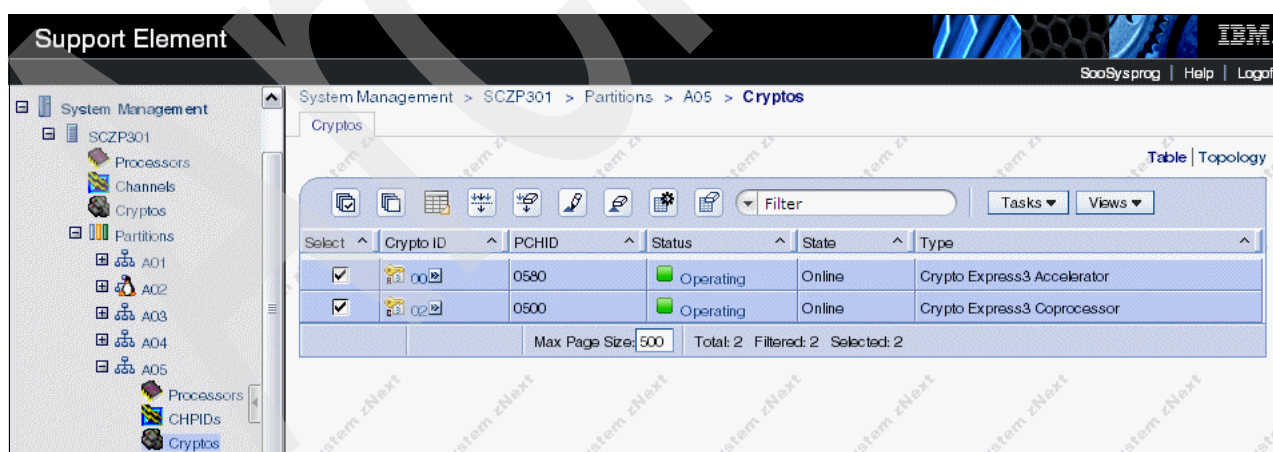 Support Element
IBM.
SooSysprog | Help | Logof
System Management > SCZP301 > Partitions > A05 > Cryptos
Cryptos
Table | Topology
System Management
SCZP301
Processors
Channels
Cryptos
Partitions
A01
A02
A03
A04
A05
Processors
CHPIDs
Cryptos
Filter
Tasks
Views
Select Crypto ID PCHID Status State Type
00 0580 Operating Online Crypto Express3 Accelerator
02 0500 Operating Online Crypto Express3 Coprocessor
Max Page Size: 500 Total: 2 Filtered: 2 Selected: 2